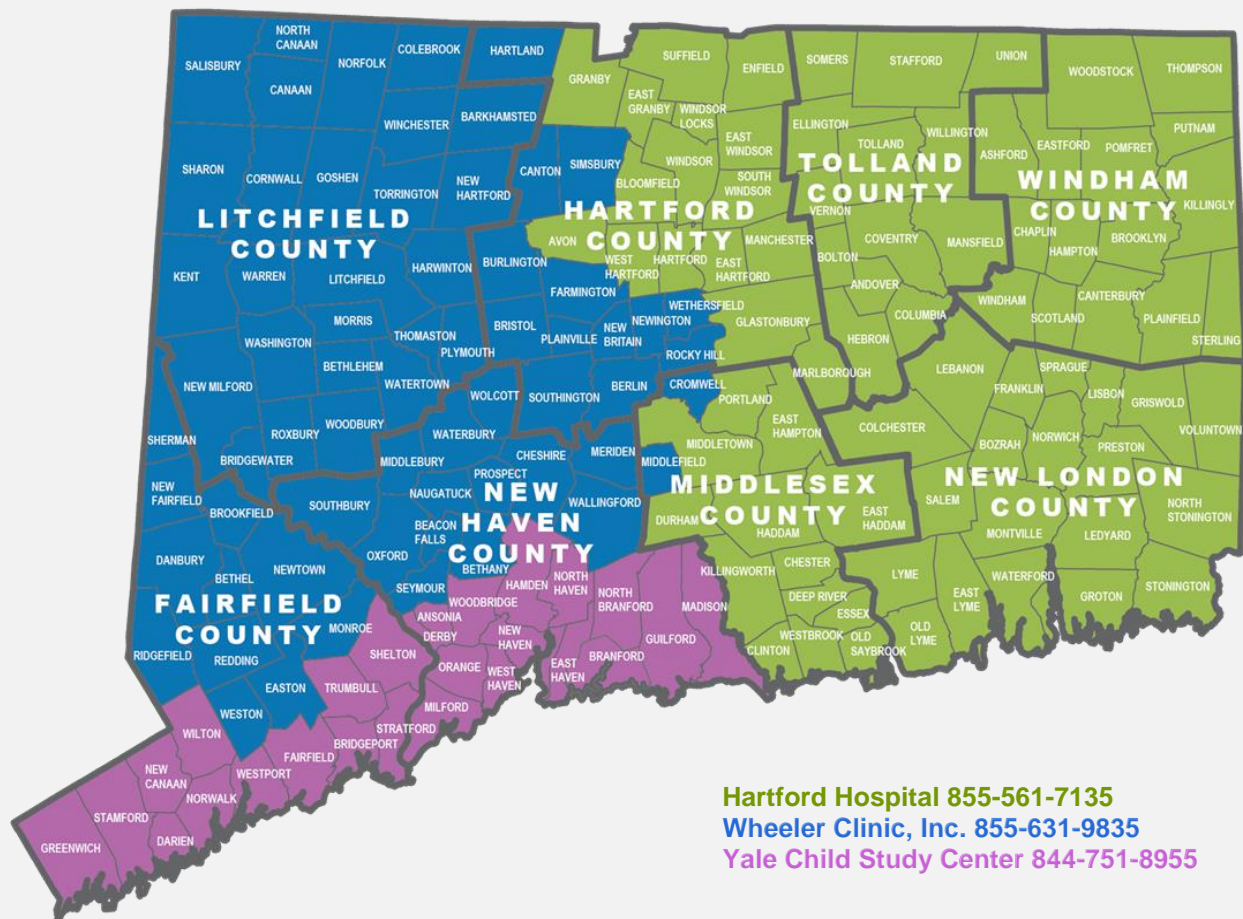 NORTH
CANAAN
COLEBROOK
HARTLAND
SALISBURY
NORFOLK
CANAAN
SUFFIELD
ENFIELD
GRANBY
SOMERS
STAFFORD
UNION
WOODSTOCK
THOMPSON
EAST
GRANBY
WINDSOR
LOCKS
BARKHAMSTED
WINCHESTER
EAST
WINDSOR
ELLINGTON
TOLLAND
WILLINGTON
ASHFORD
EASTFORD
POMFRET
PUTNAM
SHARON
CORNWALL
GOSHEN
TORRINGTON
NEW
HARTFORD
CANTON
SIMSBURY
WINDSOR
BLOOMFIELD
SOUTH
WINDSOR
TOLLAND
COUNTY
WINDHAM
COUNTY
KILLINGLY
LITCHFIELD
COUNTY
HARTFORD
COUNTY
VERNON
CHAPLIN
HAMPTON
BROOKLYN
KENT
WARREN
LITCHFIELD
HARWINTON
BURLINGTON
AVON
WEST
HARTFORD
HARTFORD
EAST
HARTFORD
MANCHESTER
BOLTON
COVENTRY
MANSFIELD
FARMINGTON
ANDOVER
COLUMBIA
WINDHAM
SCOTLAND
CANTERBURY
PLAINFIELD
STERLING
WASHINGTON
MORRIS
BETHLEHEM
THOMASTON
PLYMOUTH
WATERTOWN
BRISTOL
PLAINVILLE
NEW
BRITAIN
NEWINGTON
WETHERSFIELD
ROCKY HILL
GLASTONBURY
HEBRON
MARLBOROUGH
LEBANON
FRANKLIN
SPRAGUE
LISBON
GRISWOLD
VOLUNTOWN
NEW MILFORD
ROXBURY
WOODBURY
BRIDGEWATER
WOLCOTT
SOUTHINGTON
BERLIN
CROMWELL
PORTLAND
EAST
HAMPTON
COLCHESTER
BOZRAH
NORWICH
PRESTON
SHERMAN
WATERBURY
MIDDLEBURY
CHESHIRE
MERIDEN
MIDDLETOWN
MIDDLEFIELD
MIDDLESEX
COUNTY
NEW LONDON
COUNTY
NEW
FAIRFIELD
BROOKFIELD
SOUTHBURY
NAUGATUCK
PROSPECT
NEW
HAVEN
COUNTY
WALLINGFORD
DURHAM
HADDAM
EAST
HADDAM
SALEM
MONTVILLE
LEDYARD
NORTH
STONINGTON
DANBURY
BETHEL
NEWTOWN
OXFORD
BEACON
FALLS
BETHANY
SEYMOUR
KILLINGWORTH
CHESTER
DEEP RIVER
ESSEX
LYME
EAST
LYME
WATERFORD
GROTON
STONINGTON
FAIRFIELD
COUNTY
MONROE
ANSONIA
WOODBRIDGE
HAMDEN
NORTH
HAVEN
NORTH
BRANFORD
MADISON
DERBY
NEW
HAVEN
GUILFORD
CLINTON
WESTBROOK
OLD
SAYBROOK
OLD
LYME
RIDGEFIELD
REDDING
SHELTON
ORANGE
WEST
HAVEN
EAST
HAVEN
BRANFORD
EASTON
TRUMBULL
WESTON
MILFORD
STRATFORD
WILTON
BRIDGEPORT
FAIRFIELD
WESTPORT
NEW
CANAAN
NORWALK
STAMFORD
DARIEN
GREENWICH
Hartford Hospital 855-561-7135
Wheeler Clinic, Inc. 855-631-9835
Yale Child Study Center 844-751-8955